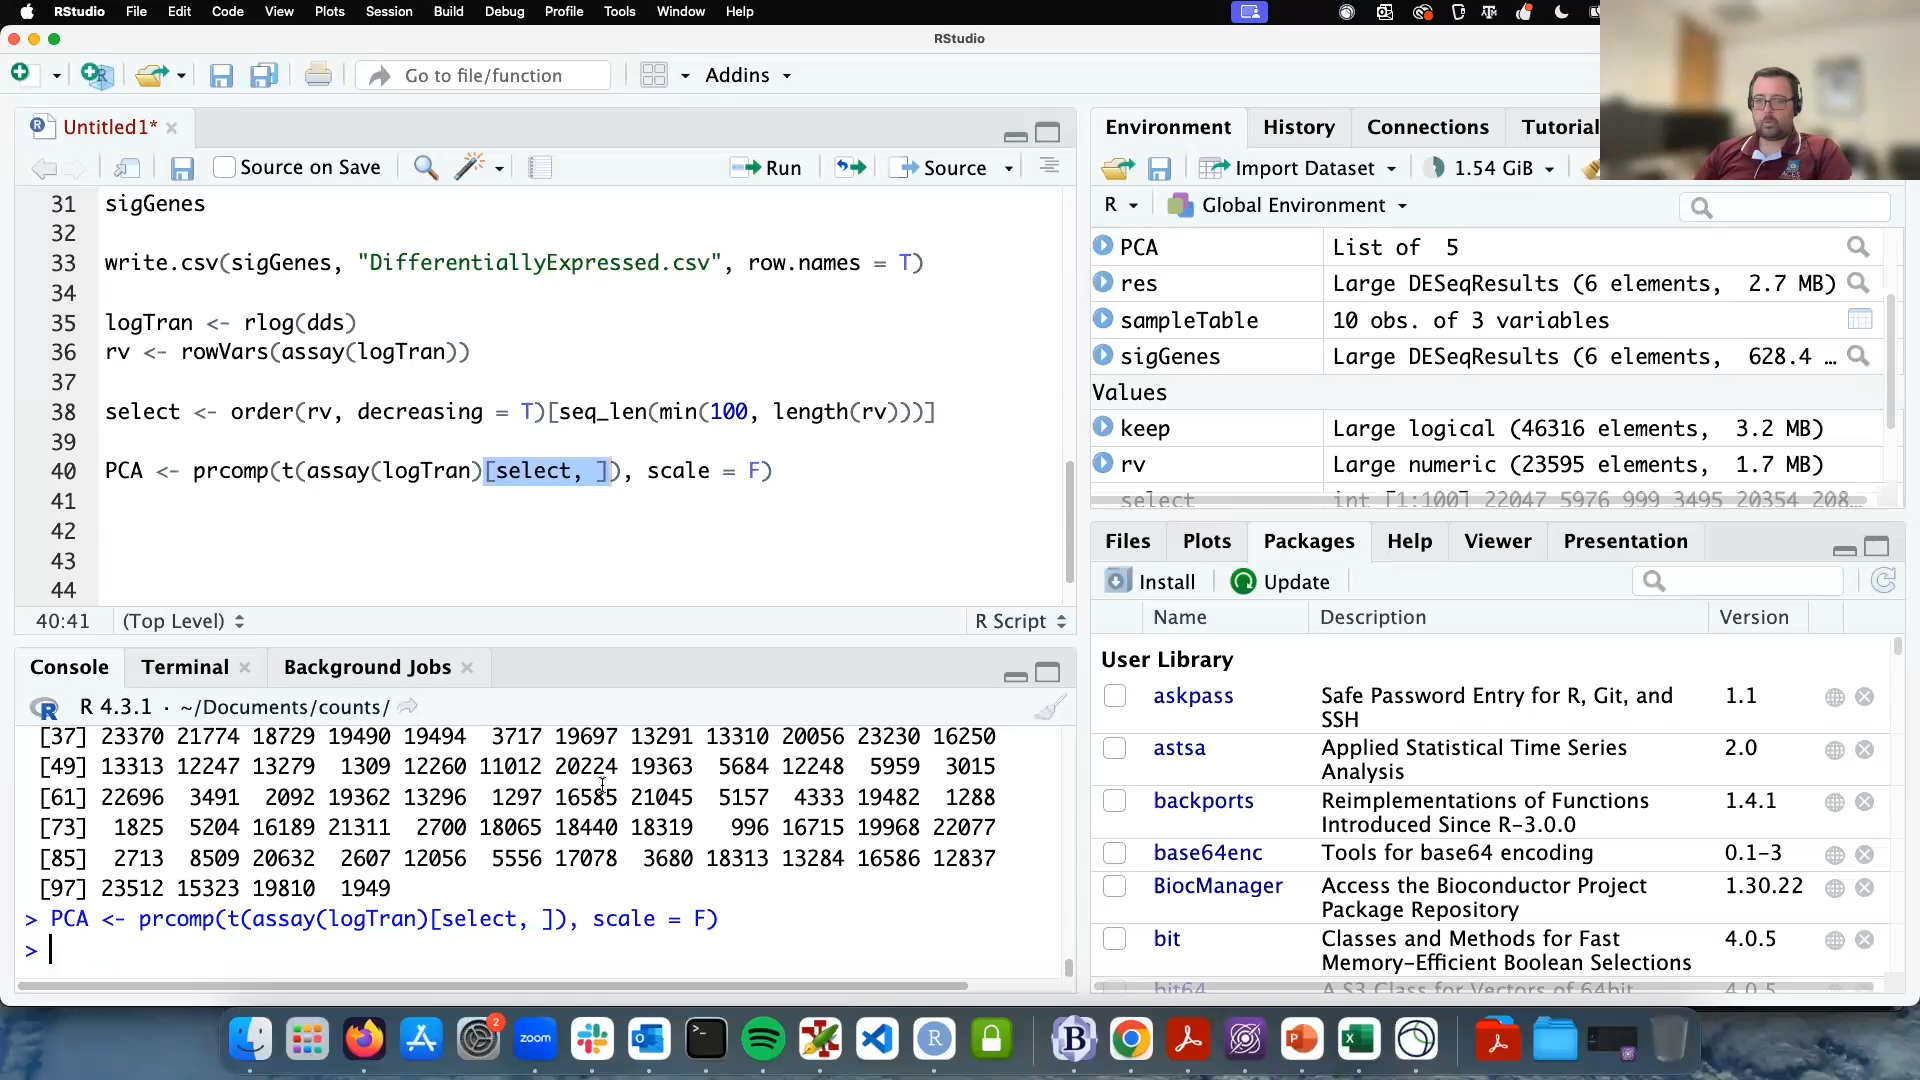 RStudio File Edit Code View Plots Session Build Debug Profile Tools Window Help
RStudio
Go to file/function Addins
Untitled1*
Source on Save Run Source
31 sigGenes
32
33 write.csv(sigGenes, "DifferentiallyExpressed.csv", row.names = T)
34
35 logTran <- rlog(dds)
36 rv <- rowVars(assay(logTran))
37
38 select <- order(rv, decreasing = T)[seq_len(min(100, length(rv)))]
39
40 PCA <- prcomp(t(assay(logTran)[select, ]), scale = F)
41
42
43
44
40:41 (Top Level) R Script
Console Terminal Background Jobs
R 4.3.1 · ~/Documents/counts/
[37] 23370 21774 18729 19490 19494 3717 19697 13291 13310 20056 23230 16250
[49] 13313 12247 13279 1309 12260 11012 20224 19363 5684 12248 5959 3015
[61] 22696 3491 2092 19362 13296 1297 16585 21045 5157 4333 19482 1288
[73] 1825 5204 16189 21311 2700 18065 18440 18319 996 16715 19968 22077
[85] 2713 8509 20632 2607 12056 5556 17078 3680 18313 13284 16586 12837
[97] 23512 15323 19810 1949
> PCA <- prcomp(t(assay(logTran)[select, ]), scale = F)
>
Environment History Connections Tutorial
Import Dataset 1.54 GiB
R Global Environment
PCA List of 5
res Large DESeqResults (6 elements, 2.7 MB)
sampleTable 10 obs. of 3 variables
sigGenes Large DESeqResults (6 elements, 628.4 …
Values
keep Large logical (46316 elements, 3.2 MB)
rv Large numeric (23595 elements, 1.7 MB)
select int [1:100] 22047 5976 999 3495 20354 208…
Files Plots Packages Help Viewer Presentation
Install Update
Name Description Version
User Library
askpass Safe Password Entry for R, Git, and SSH 1.1
astsa Applied Statistical Time Series Analysis 2.0
backports Reimplementations of Functions Introduced Since R-3.0.0 1.4.1
base64enc Tools for base64 encoding 0.1-3
BiocManager Access the Bioconductor Project Package Repository 1.30.22
bit Classes and Methods for Fast Memory-Efficient Boolean Selections 4.0.5
bit64 A S3 Class for Vectors of 64bit 4.0.5
2
zoom